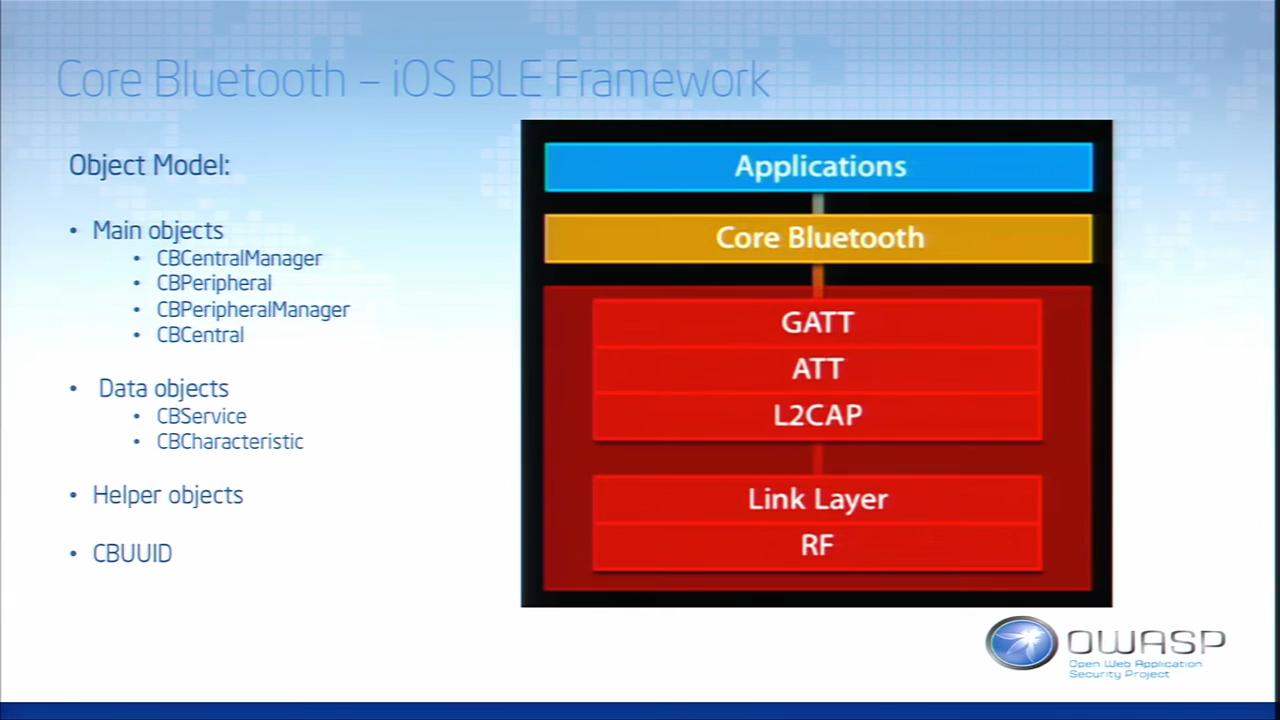 Core Bluetooth – iOS BLE Framework
Object Model:
• Main objects
• CBCentralManager
• CBPeripheral
• CBPeripheralManager
• CBCentral
• Data objects
• CBService
• CBCharacteristic
• Helper objects
• CBUUID
Applications
Core Bluetooth
GATT
ATT
L2CAP
Link Layer
RF
OWASP
Open Web Application
Security Project